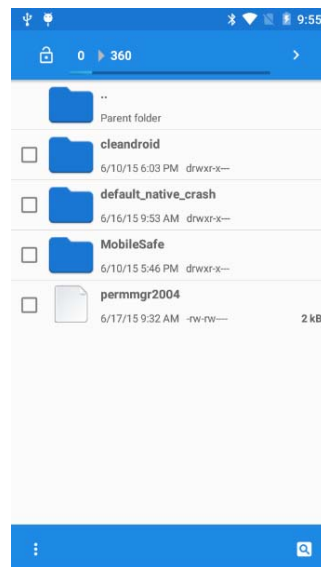 9:55
0 360
..
Parent folder
cleandroid
6/10/15 6:03 PM drwxr-x---
default_native_crash
6/16/15 9:53 AM drwxr-x---
MobileSafe
6/10/15 5:46 PM drwxr-x---
permmgr2004
6/17/15 9:32 AM -rw-rw---- 2 kB